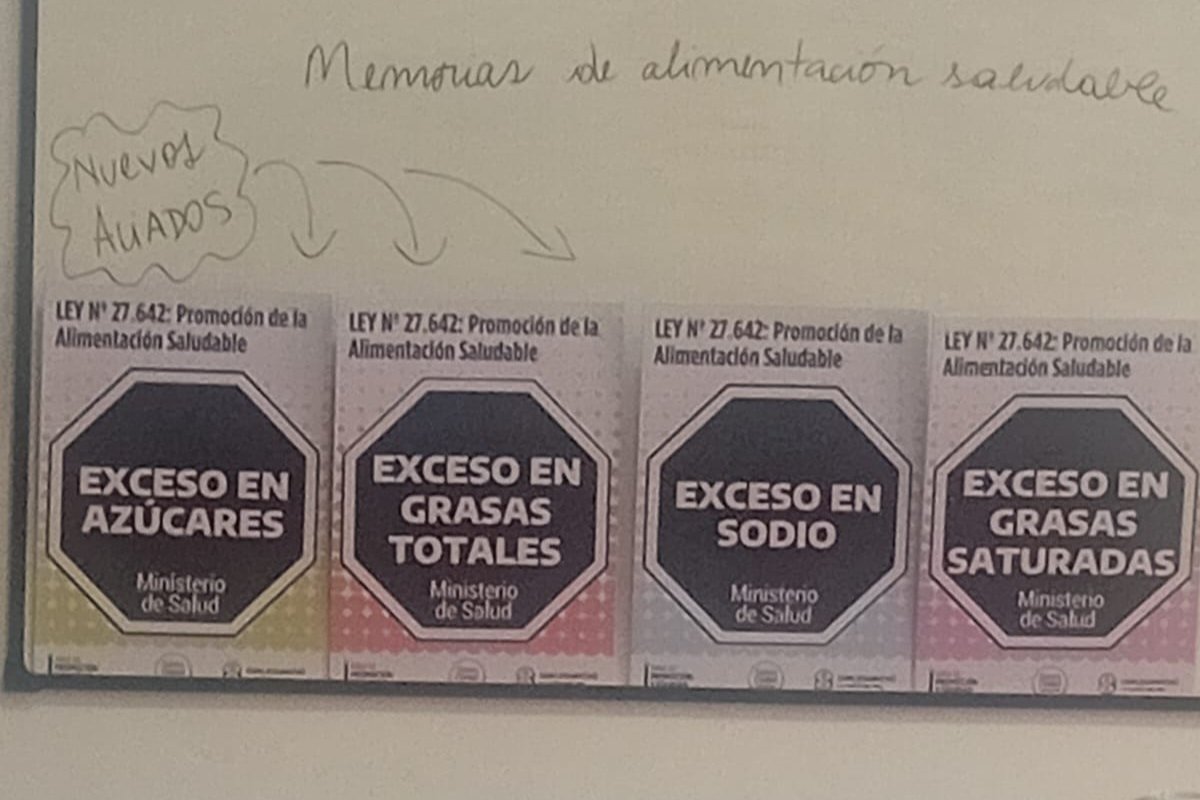 Memorias de alimentación saludable
Nuevos
Aliados
LEY N° 27.642: Promoción de la
Alimentación Saludable
EXCESO EN
AZÚCARES
Ministerio
de Salud
LEY N° 27.642: Promoción de la
Alimentación Saludable
EXCESO EN
GRASAS
TOTALES
Ministerio
de Salud
LEY N° 27.642: Promoción de la
Alimentación Saludable
EXCESO EN
SODIO
Ministerio
de Salud
LEY N° 27.642: Promoción de la
Alimentación Saludable
EXCESO EN
GRASAS
SATURADAS
Ministerio
de Salud